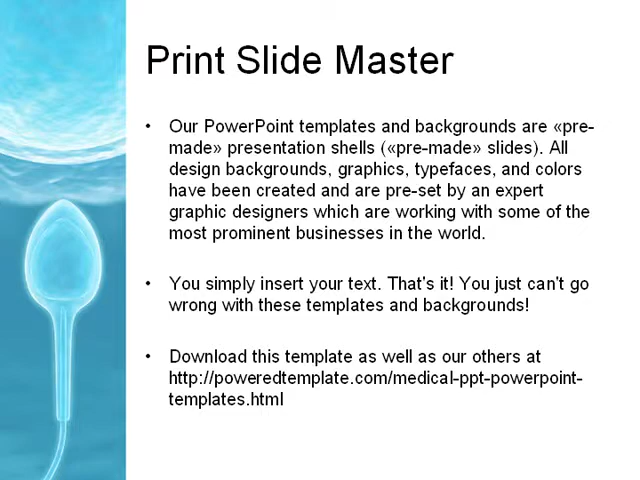 Print Slide Master
• Our PowerPoint templates and backgrounds are «pre-
made» presentation shells («pre-made» slides). All
design backgrounds, graphics, typefaces, and colors
have been created and are pre-set by an expert
graphic designers which are working with some of the
most prominent businesses in the world.
• You simply insert your text. That's it! You just can't go
wrong with these templates and backgrounds!
• Download this template as well as our others at
http://poweredtemplate.com/medical-ppt-powerpoint-
templates.html